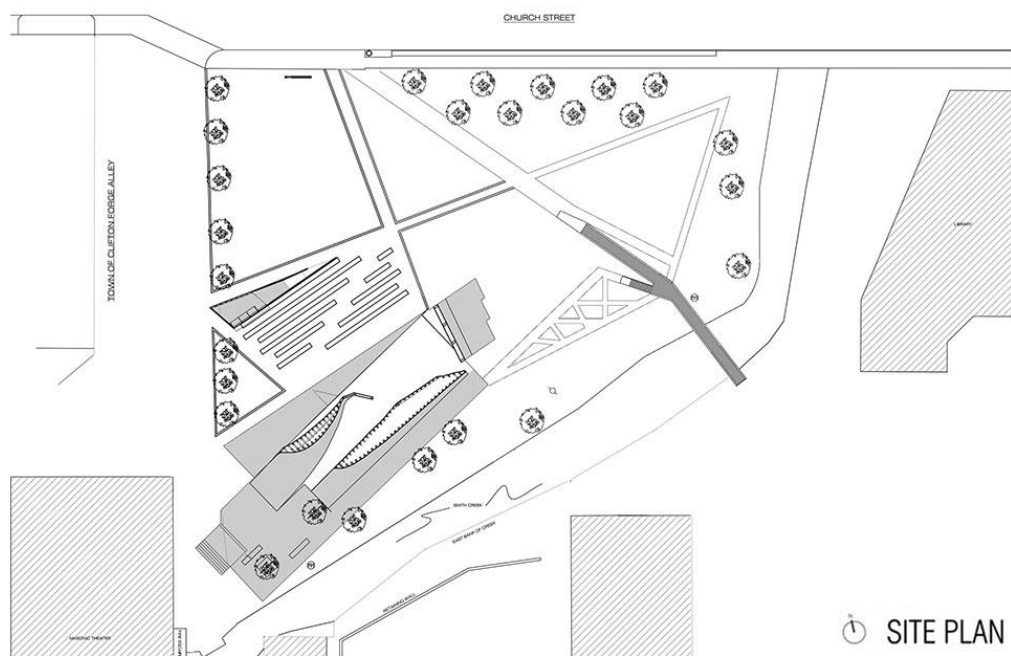 CHURCH STREET
TOWN OF CLIFTON FORGE ALLEY
LIBRARY
SMITH CREEK
EAST BANK OF CREEK
RETAINING WALL
MASONIC THEATER
SITE PLAN